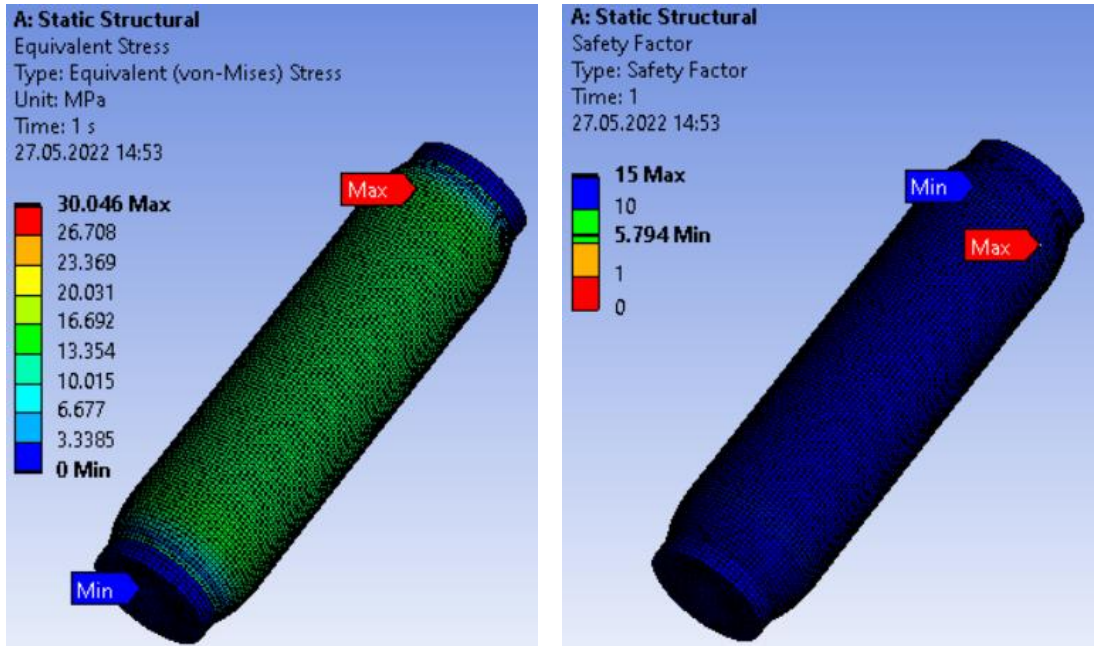 A: Static Structural
Equivalent Stress
Type: Equivalent (von-Mises) Stress
Unit: MPa
Time: 1 s
27.05.2022 14:53
Max
30.046 Max
26.708
23.369
20.031
16.692
13.354
10.015
6.677
3.3385
0 Min
Min
A: Static Structural
Safety Factor
Type: Safety Factor
Time: 1
27.05.2022 14:53
15 Max
Min
10
5.794 Min
Max
1
0